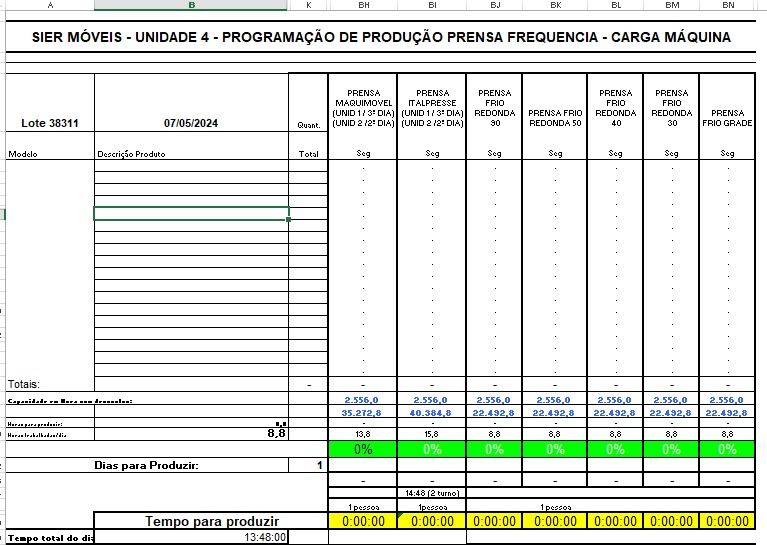 A B K BH BI BJ BK BL BM BN
SIER MÓVEIS - UNIDADE 4 - PROGRAMAÇÃO DE PRODUÇÃO PRENSA FREQUENCIA - CARGA MÁQUINA
Lote 38311 07/05/2024 Quant.
PRENSA MAQUIMOVEL (UNID 1 / 3º DIA) (UNID 2 /2º DIA)
PRENSA ITALPRESSE (UNID 1 / 3º DIA) (UNID 2 /2º DIA)
PRENSA FRIO REDONDA 90
PRENSA FRIO REDONDA 50
PRENSA FRIO REDONDA 40
PRENSA FRIO REDONDA 30
PRENSA FRIO GRADE
Modelo Descrição Produto Total Seg Seg Seg Seg Seg Seg Seg
Totais: - - - - - - - -
Capacidade em Hora com descontos: 2.556,0 2.556,0 2.556,0 2.556,0 2.556,0 2.556,0 2.556,0
35.272,8 40.384,8 22.492,8 22.492,8 22.492,8 22.492,8 22.492,8
Horas para produzir: - - - - - - -
Horas trabalhadas/dia 8,8 13,8 15,8 8,8 8,8 8,8 8,8 8,8
0% 0% 0% 0% 0% 0% 0%
Dias para Produzir: 1
- - - - - - -
14:48 (2 turno)
1 pessoa 1pessoa 1 pessoa
Tempo para produzir 0:00:00 0:00:00 0:00:00 0:00:00 0:00:00 0:00:00 0:00:00
Tempo total do dia 13:48:00